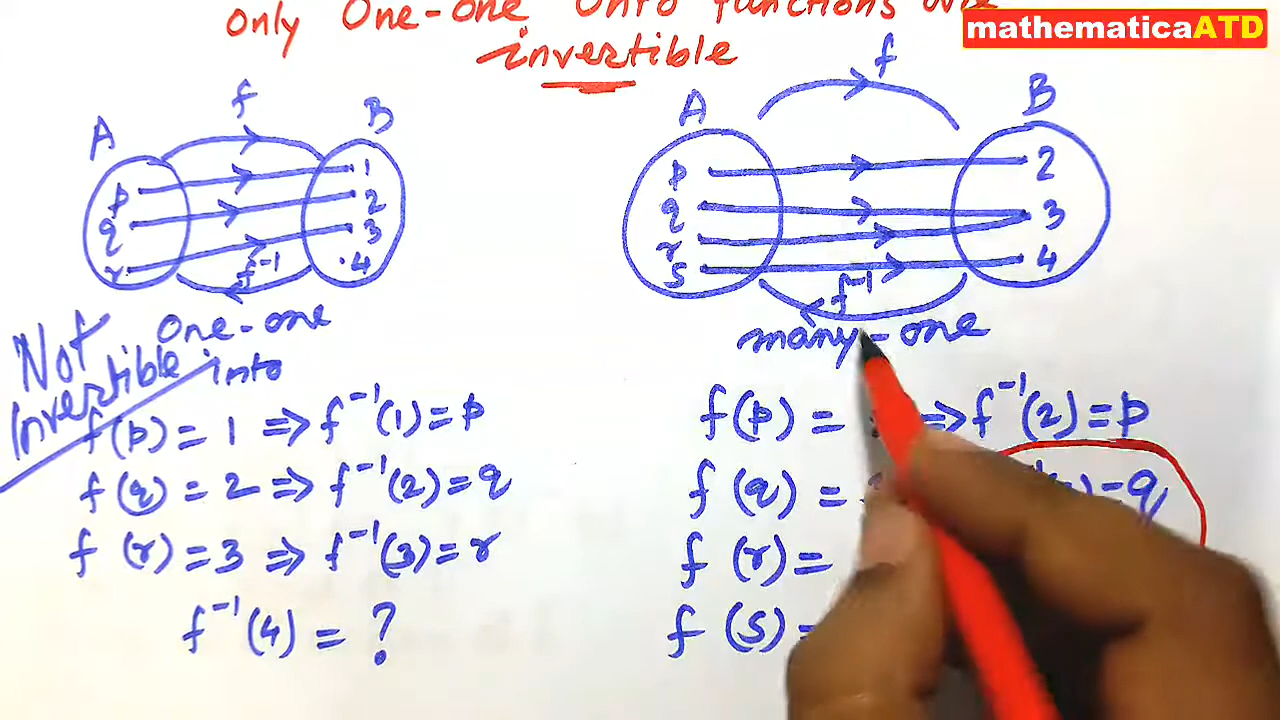 only One-one Onto functions are
invertible
mathematicaATD
f
A
B
p
q
r
1
2
3
.4
f⁻¹
One-one
into
Not
Invertible
f(p) = 1 ⇒ f⁻¹(1) = p
f(q) = 2 ⇒ f⁻¹(2) = q
f(r) = 3 ⇒ f⁻¹(3) = r
f⁻¹(4) = ?
f
A
B
p
q
r
s
2
3
4
f⁻¹
many-one
f(p) = ⇒ f⁻¹(2) = p
f(q) = = q
f(r) =
f(s) =